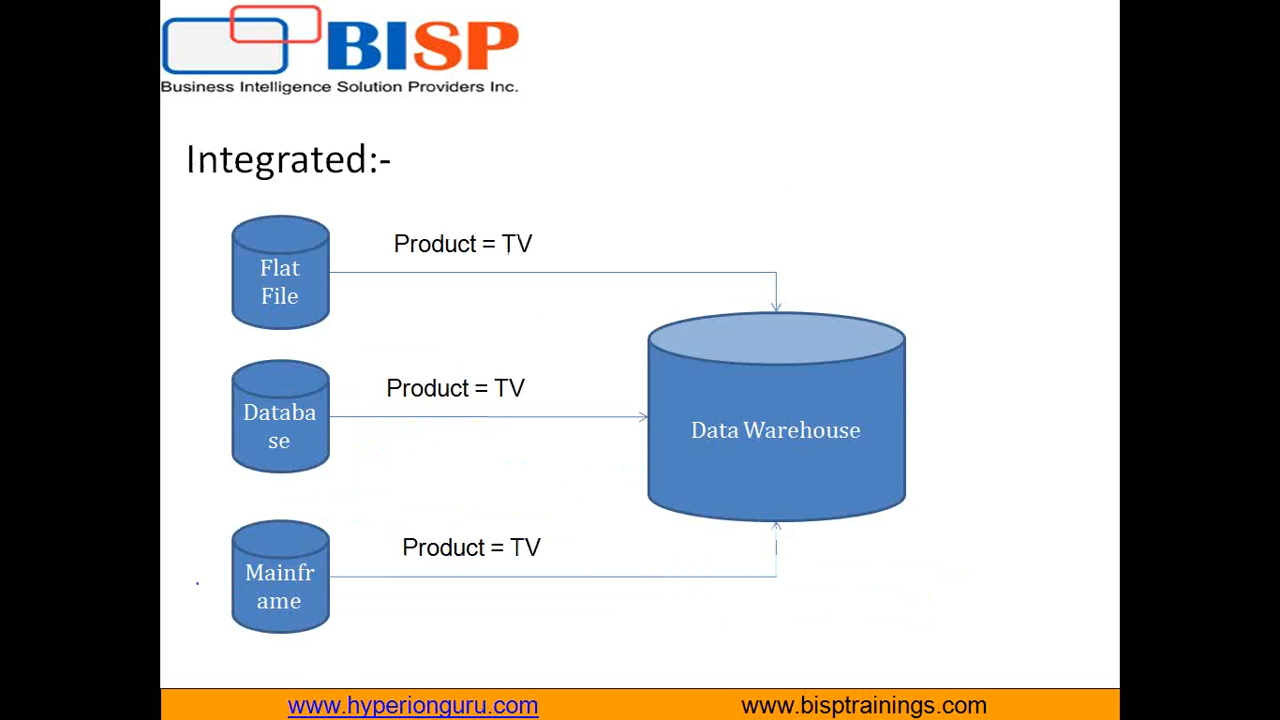 BISP
Business Intelligence Solution Providers Inc.
Integrated:-
Product = TV
Flat
File
Product = TV
Databa
se
Data Warehouse
Product = TV
Mainfr
ame
www.hyperionguru.com
www.bisptrainings.com